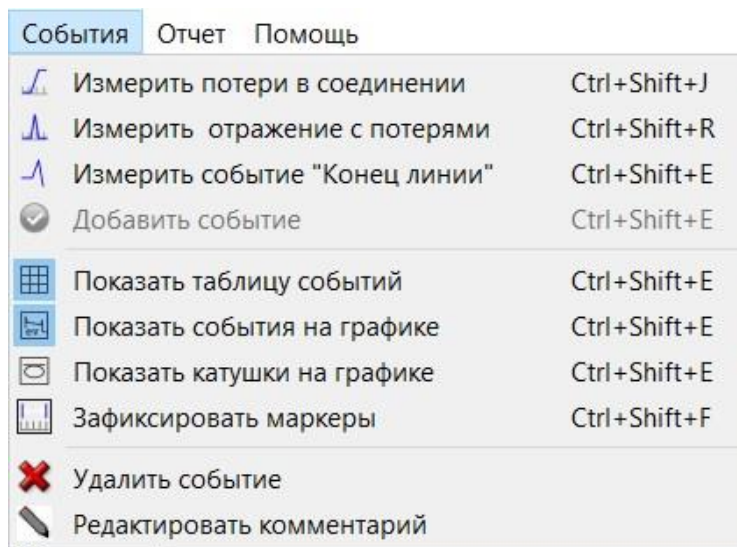 События Отчет Помощь
Измерить потери в соединении Ctrl+Shift+J
Измерить отражение с потерями Ctrl+Shift+R
Измерить событие "Конец линии" Ctrl+Shift+E
Добавить событие Ctrl+Shift+E
Показать таблицу событий Ctrl+Shift+E
Показать события на графике Ctrl+Shift+E
Показать катушки на графике Ctrl+Shift+E
Зафиксировать маркеры Ctrl+Shift+F
Удалить событие
Редактировать комментарий